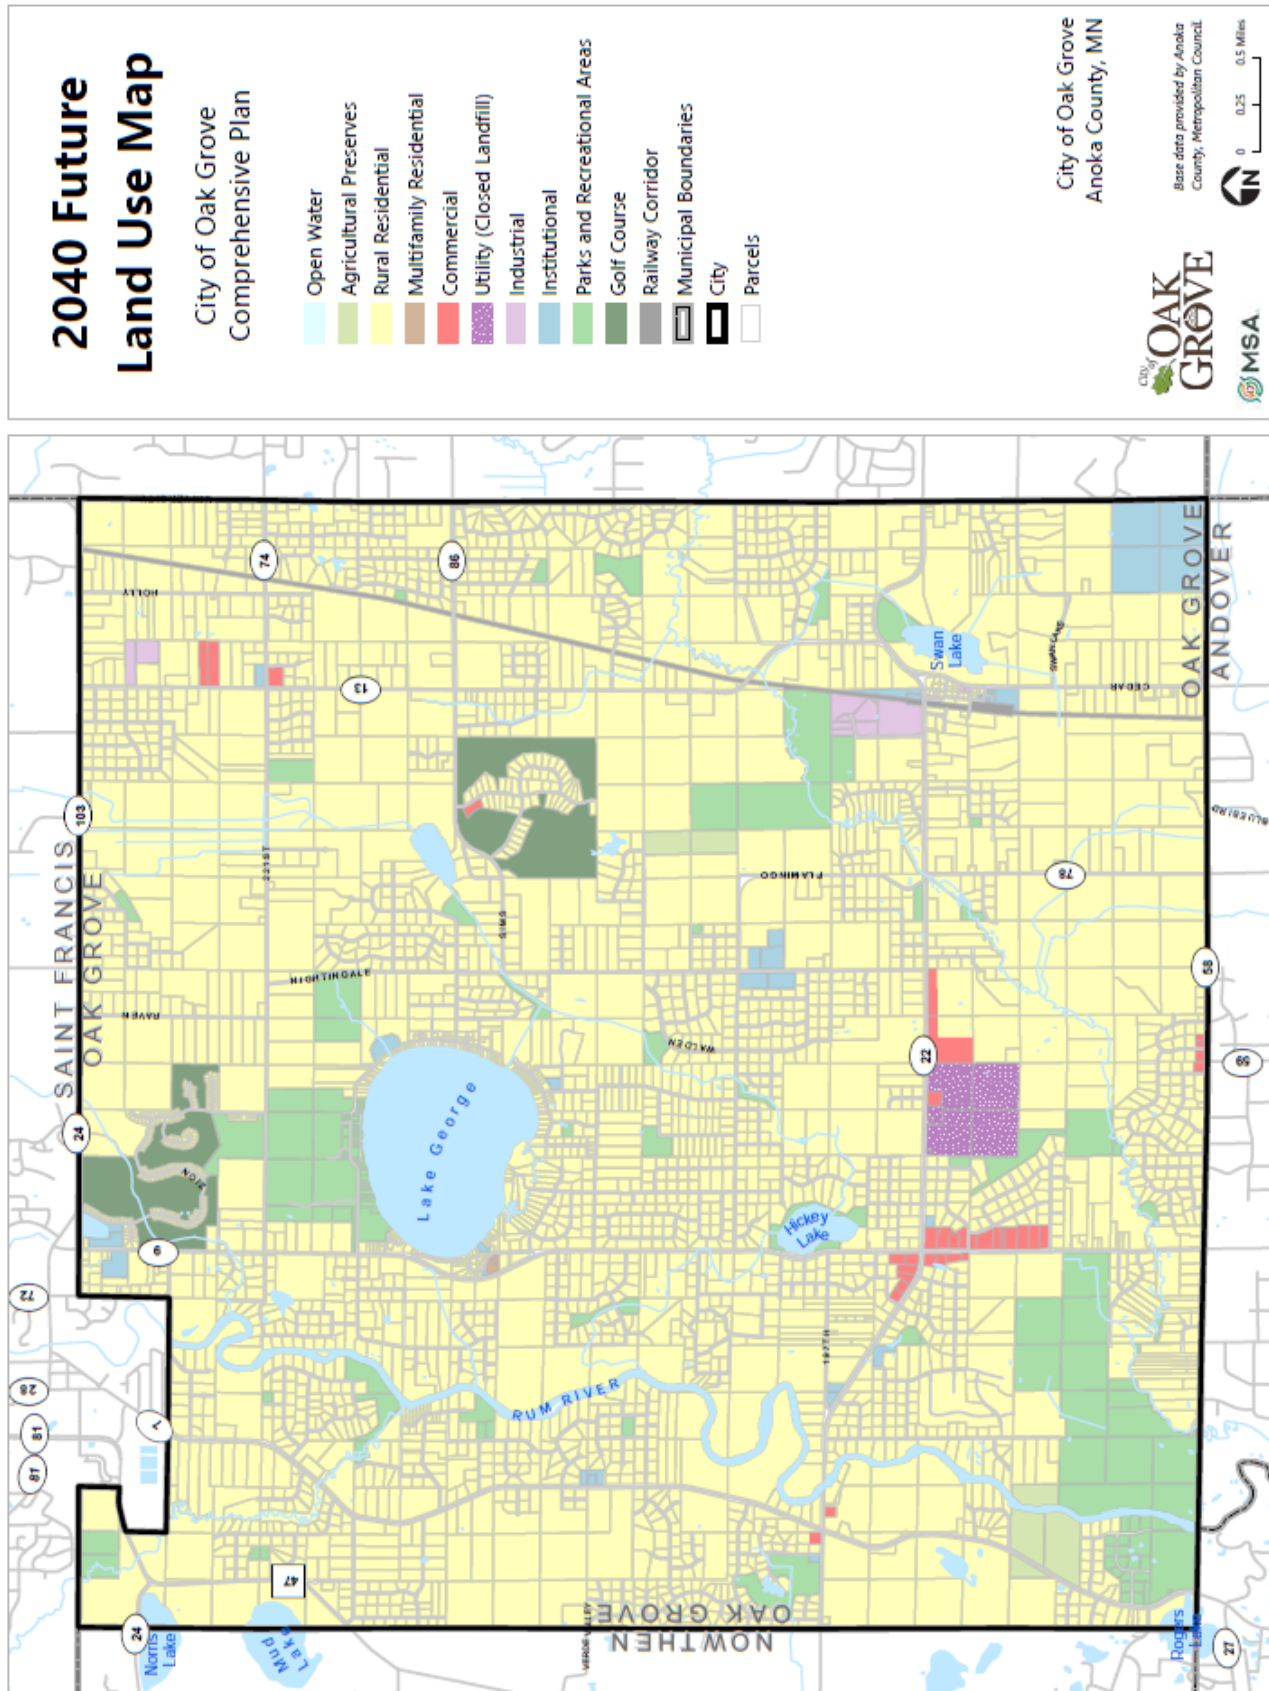 2040 Future
Land Use Map
City of Oak Grove
Comprehensive Plan
Open Water
Agricultural Preserves
Rural Residential
Multifamily Residential
Commercial
Utility (Closed Landfill)
Industrial
Institutional
Parks and Recreational Areas
Golf Course
Railway Corridor
Municipal Boundaries
City
Parcels
City of Oak Grove
Anoka County, MN
Base data provided by Anoka
County, Metropolitan Council.
0 0.25 0.5 Miles
N
City of
OAK
GROVE
MSA
SAINT FRANCIS
OAK GROVE
24
103
72
28
81
81
7
9
24
47
74
86
13
22
78
58
59
27
HOLLY
221ST
NIGHTINGALE
RAVEN
SIMS
ZION
FLAMINGO
WALDEN
197TH
CEDAR
SWAN LAKE
BLUEBIRD
VERDE VALLEY
Lake George
Hickey
Lake
Swan
Lake
RUM RIVER
Norris
Lake
Mud
Lake
Rogers
Lake
NOWTHEN
OAK GROVE
OAK GROVE
ANDOVER